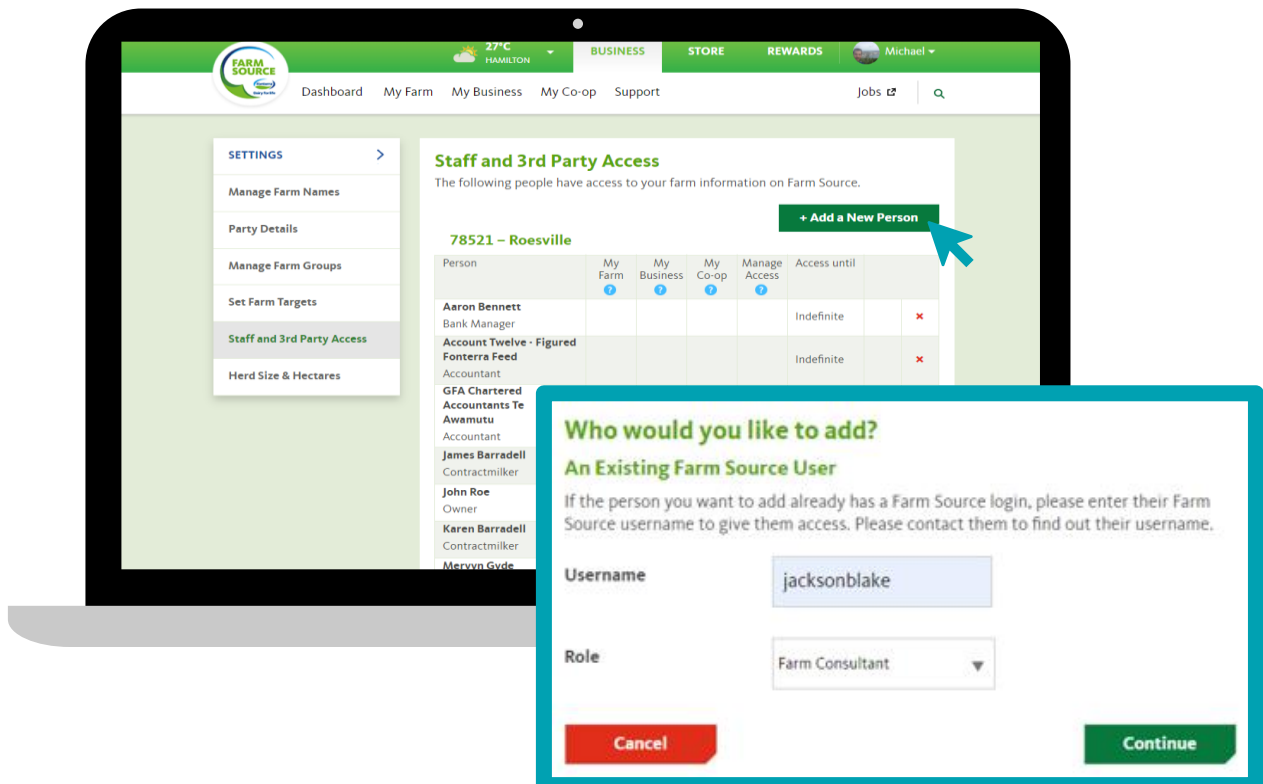 27°C
HAMILTON
BUSINESS
STORE
REWARDS
Michael
FARM
SOURCE
Dashboard
My Farm
My Business
My Co-op
Support
Jobs
SETTINGS
Manage Farm Names
Party Details
Manage Farm Groups
Set Farm Targets
Staff and 3rd Party Access
Herd Size & Hectares
Staff and 3rd Party Access
The following people have access to your farm information on Farm Source.
+ Add a New Person
78521 – Roesville
Person
My
Farm
?
My
Business
?
My
Co-op
?
Manage
Access
?
Access until
Aaron Bennett
Bank Manager
Indefinite
Account Twelve - Figured
Fonterra Feed
Accountant
Indefinite
GFA Chartered
Accountants Te
Awamutu
Accountant
James Barradell
Contractmilker
John Roe
Owner
Karen Barradell
Contractmilker
Mervyn Gyde
Who would you like to add?
An Existing Farm Source User
If the person you want to add already has a Farm Source login, please enter their Farm
Source username to give them access. Please contact them to find out their username.
Username
jacksonblake
Role
Farm Consultant
Cancel
Continue